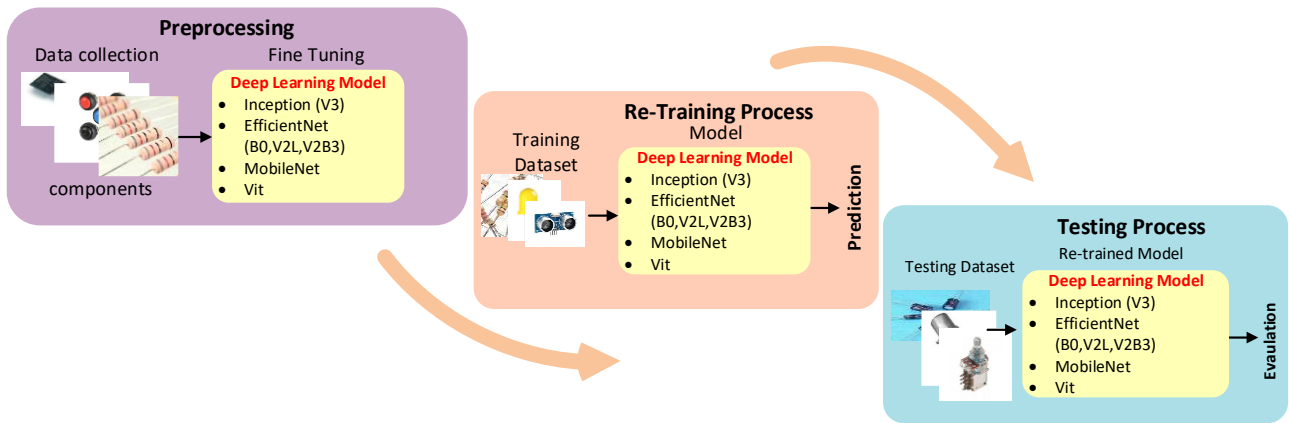 Preprocessing
Data collection
components
Fine Tuning
Deep Learning Model
• Inception (V3)
• EfficientNet
(B0,V2L,V2B3)
• MobileNet
• Vit
Re-Training Process
Training
Dataset
Model
Deep Learning Model
• Inception (V3)
• EfficientNet
(B0,V2L,V2B3)
• MobileNet
• Vit
Prediction
Testing Process
Testing Dataset
Re-trained Model
Deep Learning Model
• Inception (V3)
• EfficientNet
(B0,V2L,V2B3)
• MobileNet
• Vit
Evaulation